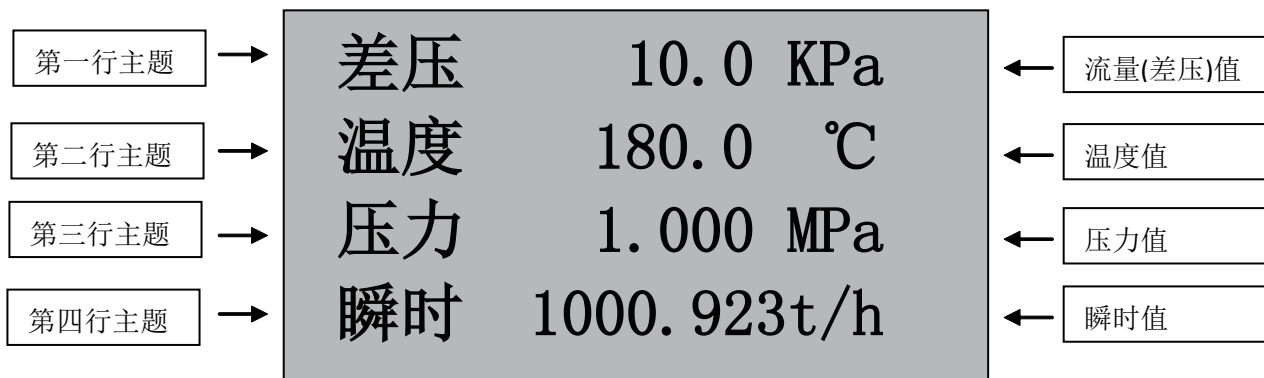 第一行主题 差压 10.0 KPa 流量(差压)值
第二行主题 温度 180.0 ℃ 温度值
第三行主题 压力 1.000 MPa 压力值
第四行主题 瞬时 1000.923t/h 瞬时值